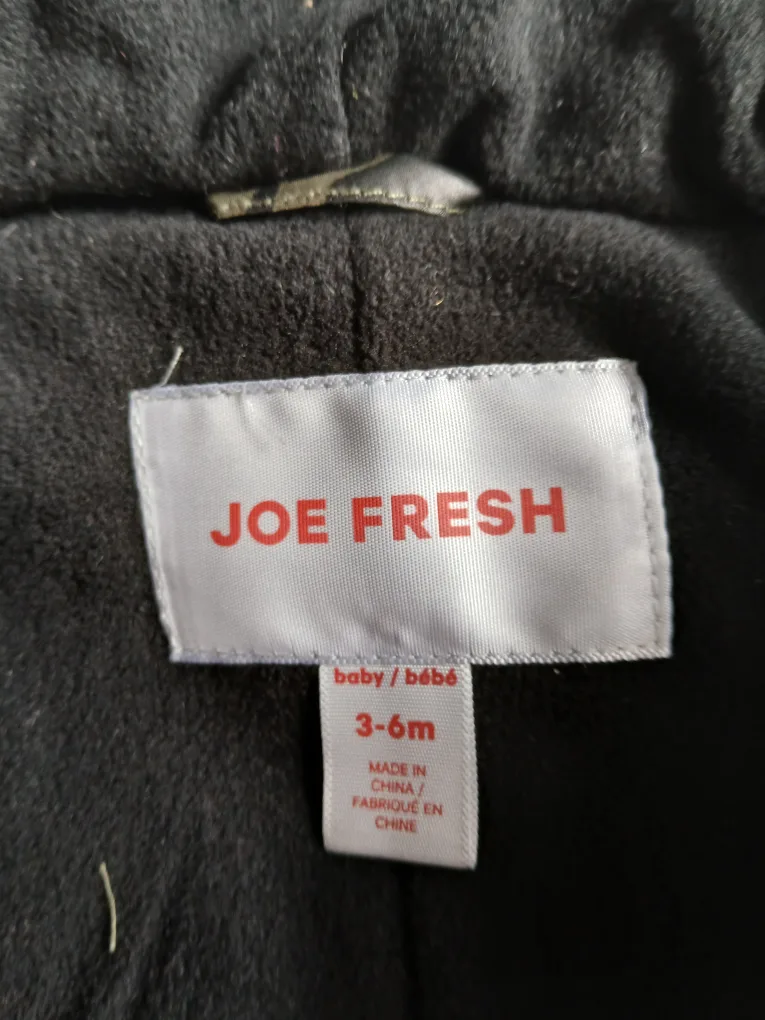 JOE FRESH
baby / bébé
3-6m
MADE IN
CHINA /
FABRIQUÉ EN
CHINE